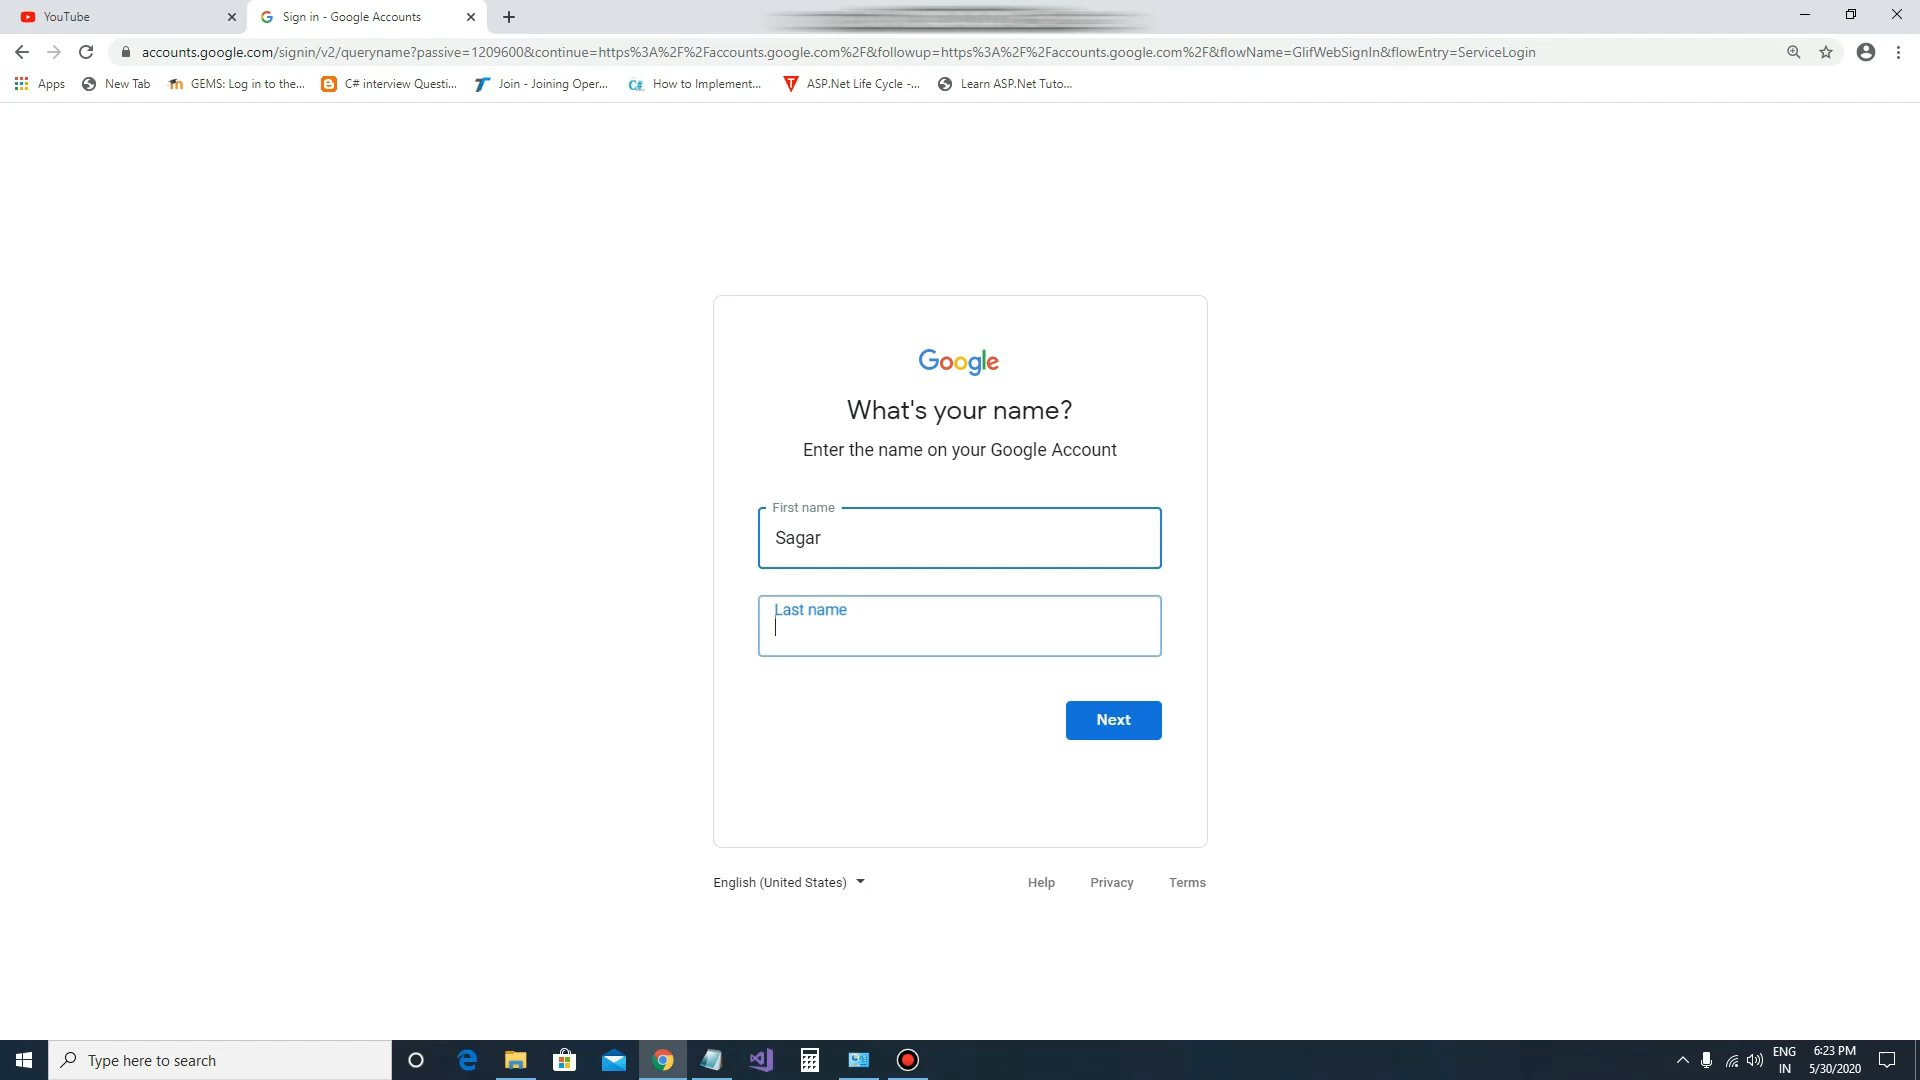 YouTube
Sign in - Google Accounts
accounts.google.com/signin/v2/queryname?passive=1209600&continue=https%3A%2F%2Faccounts.google.com%2F&followup=https%3A%2F%2Faccounts.google.com%2F&flowName=GlifWebSignIn&flowEntry=ServiceLogin
Apps New Tab GEMS: Log in to the... C# interview Questi... Join - Joining Oper... C# How to Implement... ASP.Net Life Cycle -... Learn ASP.Net Tuto...
Google
What's your name?
Enter the name on your Google Account
First name
Sagar
Last name
Next
English (United States) Help Privacy Terms
Type here to search
ENG 6:23 PM
IN 5/30/2020